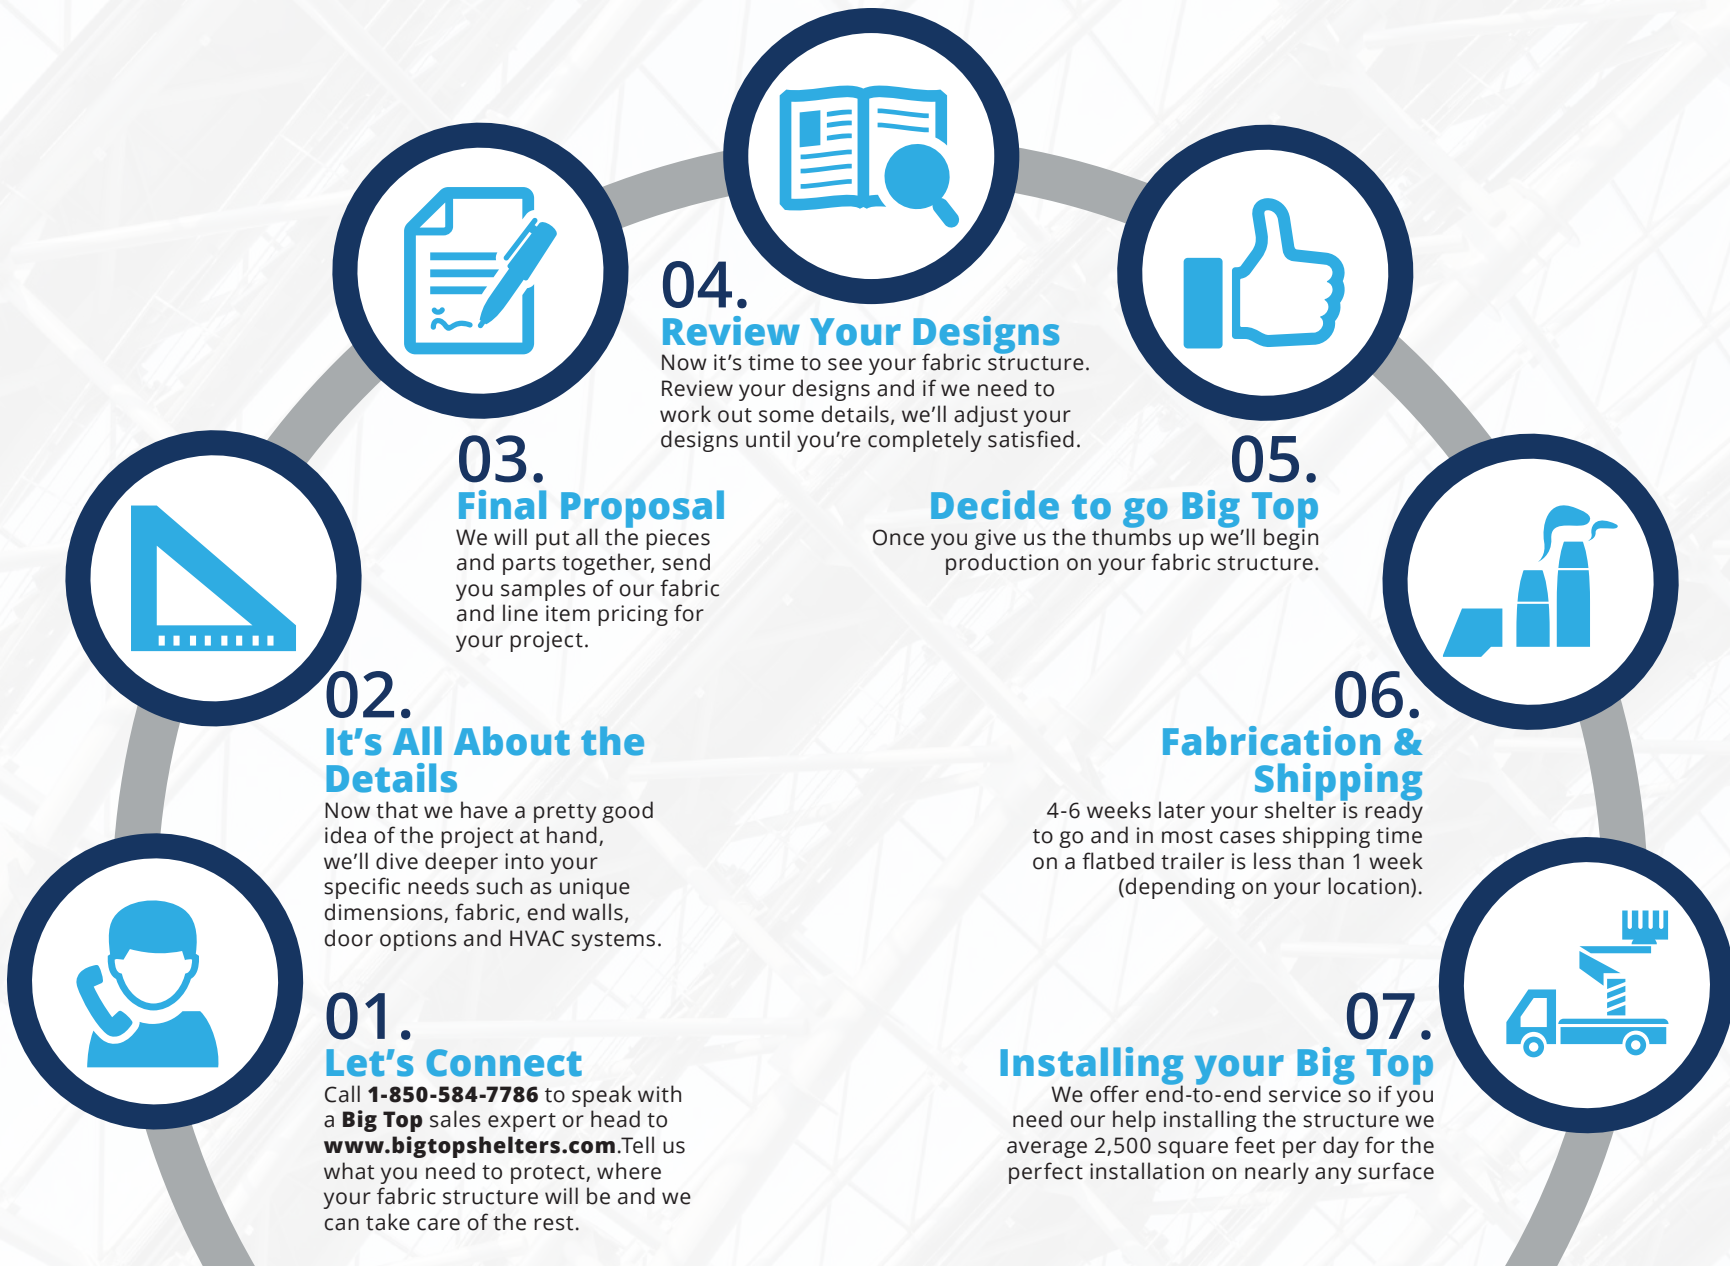 01.
Let's Connect
Call 1-850-584-7786 to speak with
a Big Top sales expert or head to
www.bigtopshelters.com.Tell us
what you need to protect, where
your fabric structure will be and we
can take care of the rest.
02.
It's All About the
Details
Now that we have a pretty good
idea of the project at hand,
we'll dive deeper into your
specific needs such as unique
dimensions, fabric, end walls,
door options and HVAC systems.
03.
Final Proposal
We will put all the pieces
and parts together, send
you samples of our fabric
and line item pricing for
your project.
04.
Review Your Designs
Now it's time to see your fabric structure.
Review your designs and if we need to
work out some details, we'll adjust your
designs until you're completely satisfied.
05.
Decide to go Big Top
Once you give us the thumbs up we'll begin
production on your fabric structure.
06.
Fabrication &
Shipping
4-6 weeks later your shelter is ready
to go and in most cases shipping time
on a flatbed trailer is less than 1 week
(depending on your location).
07.
Installing your Big Top
We offer end-to-end service so if you
need our help installing the structure we
average 2,500 square feet per day for the
perfect installation on nearly any surface